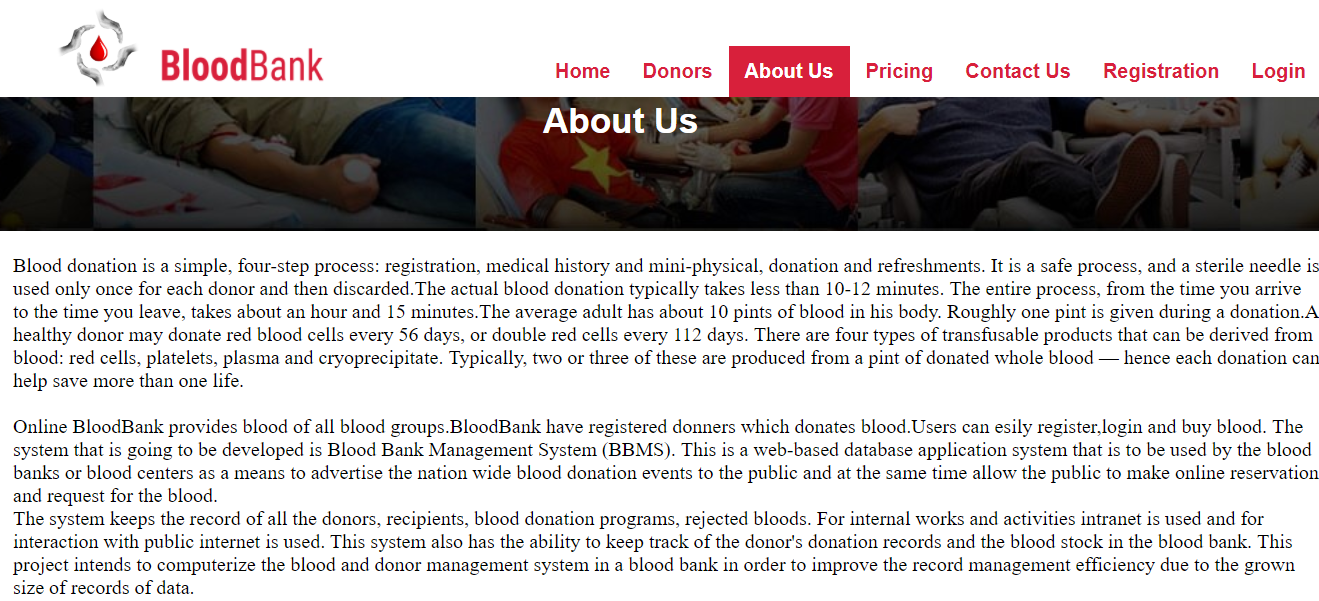 BloodBank
Home Donors About Us Pricing Contact Us Registration Login
About Us
Blood donation is a simple, four-step process: registration, medical history and mini-physical, donation and refreshments. It is a safe process, and a sterile needle is
used only once for each donor and then discarded.The actual blood donation typically takes less than 10-12 minutes. The entire process, from the time you arrive
to the time you leave, takes about an hour and 15 minutes.The average adult has about 10 pints of blood in his body. Roughly one pint is given during a donation.A
healthy donor may donate red blood cells every 56 days, or double red cells every 112 days. There are four types of transfusable products that can be derived from
blood: red cells, platelets, plasma and cryoprecipitate. Typically, two or three of these are produced from a pint of donated whole blood — hence each donation can
help save more than one life.
Online BloodBank provides blood of all blood groups.BloodBank have registered donners which donates blood.Users can esily register,login and buy blood. The
system that is going to be developed is Blood Bank Management System (BBMS). This is a web-based database application system that is to be used by the blood
banks or blood centers as a means to advertise the nation wide blood donation events to the public and at the same time allow the public to make online reservation
and request for the blood.
The system keeps the record of all the donors, recipients, blood donation programs, rejected bloods. For internal works and activities intranet is used and for
interaction with public internet is used. This system also has the ability to keep track of the donor's donation records and the blood stock in the blood bank. This
project intends to computerize the blood and donor management system in a blood bank in order to improve the record management efficiency due to the grown
size of records of data.